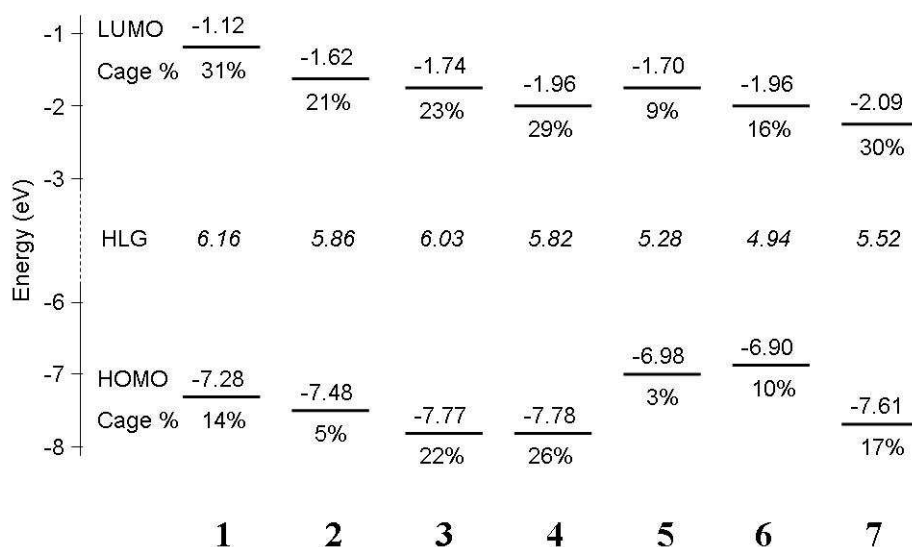 -1 LUMO -1.12
-1.62 -1.74 -1.96 -1.70 -1.96 -2.09
Cage % 31% 21% 23% 29% 9% 16% 30%
-2
-3
Energy (eV)
HLG 6.16 5.86 6.03 5.82 5.28 4.94 5.52
-6
-7
-6.98 -6.90
HOMO -7.28 -7.48 -7.77 -7.78 -7.61
Cage % 14% 5% 22% 26% 3% 10% 17%
-8
1 2 3 4 5 6 7